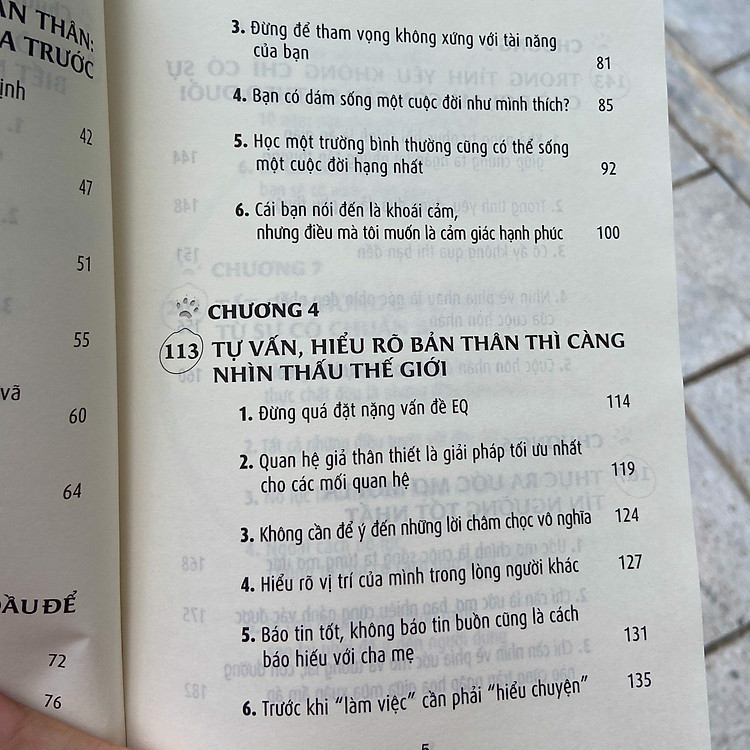 ÂN THÂN:
A TRƯỚC
ịnh
42
47
51
55
vã
60
64
ĐẦU ĐỂ
72
76
3. Đừng để tham vọng không xứng với tài năng
của bạn 81
4. Bạn có dám sống một cuộc đời như mình thích? 85
5. Học một trường bình thường cũng có thể sống
một cuộc đời hạng nhất 92
6. Cái bạn nói đến là khoái cảm,
nhưng điều mà tôi muốn là cảm giác hạnh phúc 100
CHƯƠNG 4
113 TỰ VẤN, HIỂU RÕ BẢN THÂN THÌ CÀNG
NHÌN THẤU THẾ GIỚI
1. Đừng quá đặt nặng vấn đề EQ 114
2. Quan hệ giả thân thiết là giải pháp tối ưu nhất
cho các mối quan hệ 119
3. Không cần để ý đến những lời châm chọc vô nghĩa 124
4. Hiểu rõ vị trí của mình trong lòng người khác 127
5. Báo tin tốt, không báo tin buồn cũng là cách
báo hiếu với cha mẹ 131
6. Trước khi "làm việc" cần phải "hiểu chuyện" 135
5